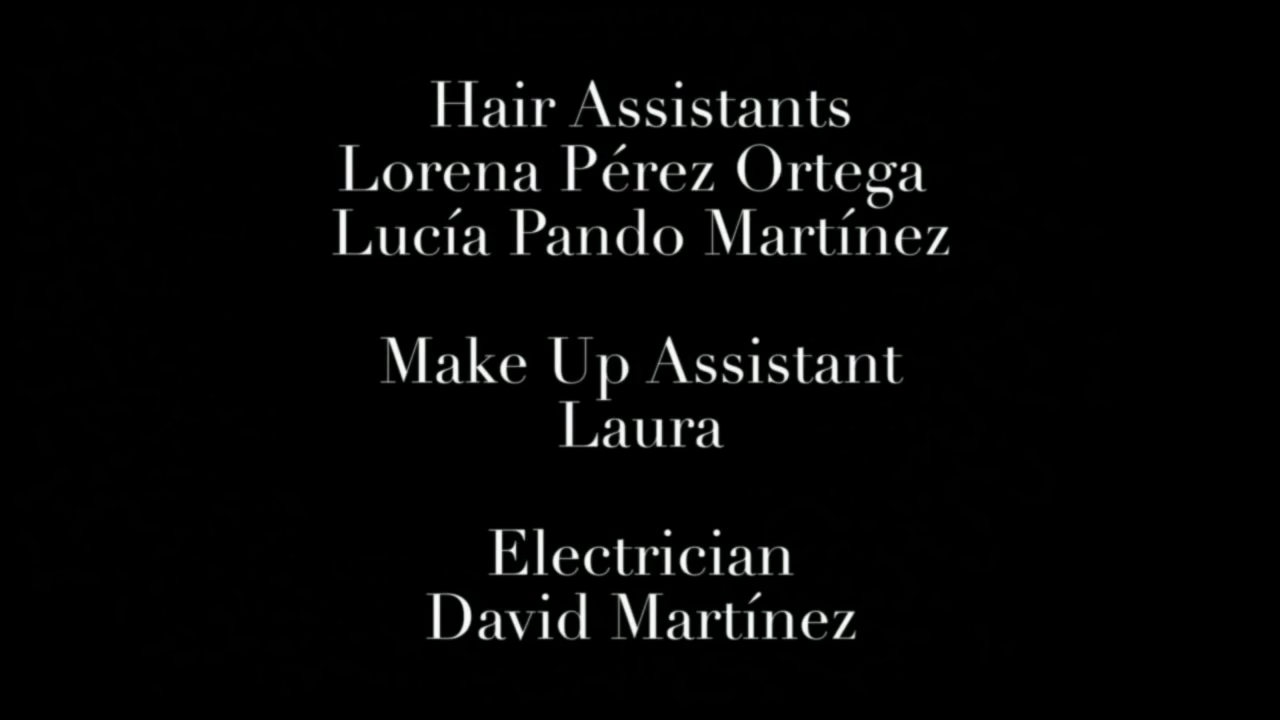 Hair Assistants
Lorena Pérez Ortega
Lucía Pando Martínez
Make Up Assistant
Laura
Electrician
David Martínez